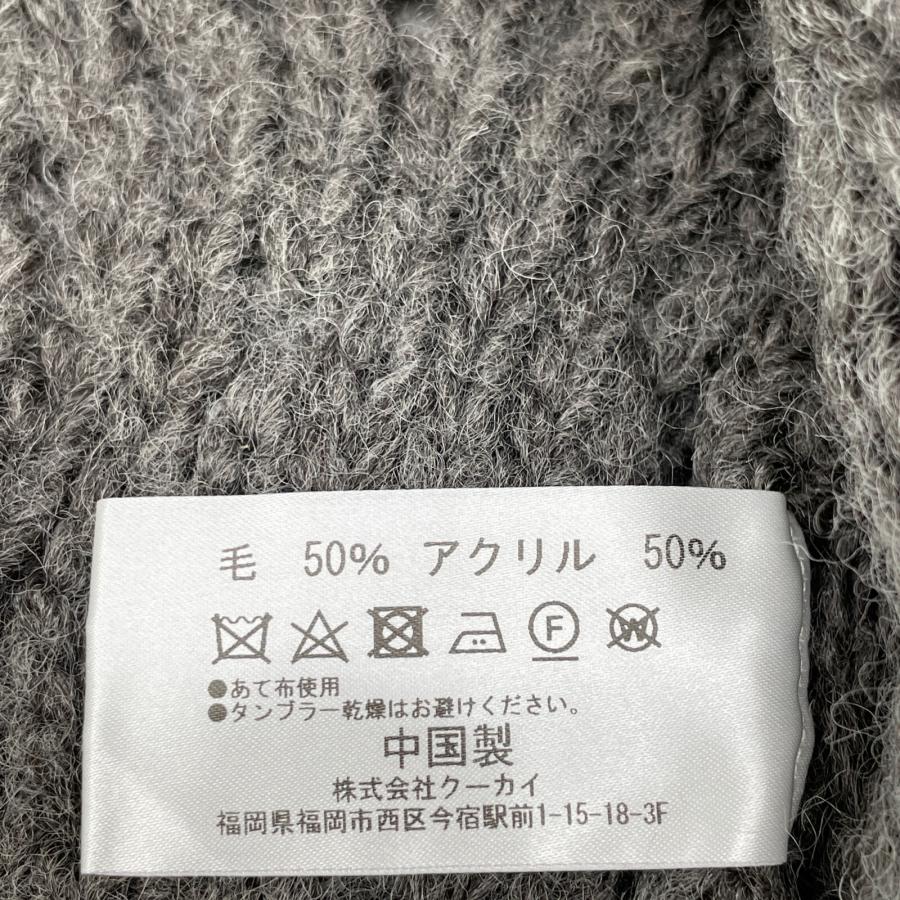 毛 50% アクリル 50%
F W
●あて布使用
●タンブラー乾燥はお避けください。
中国製
株式会社クーカイ
福岡県福岡市西区今宿駅前1-15-18-3F